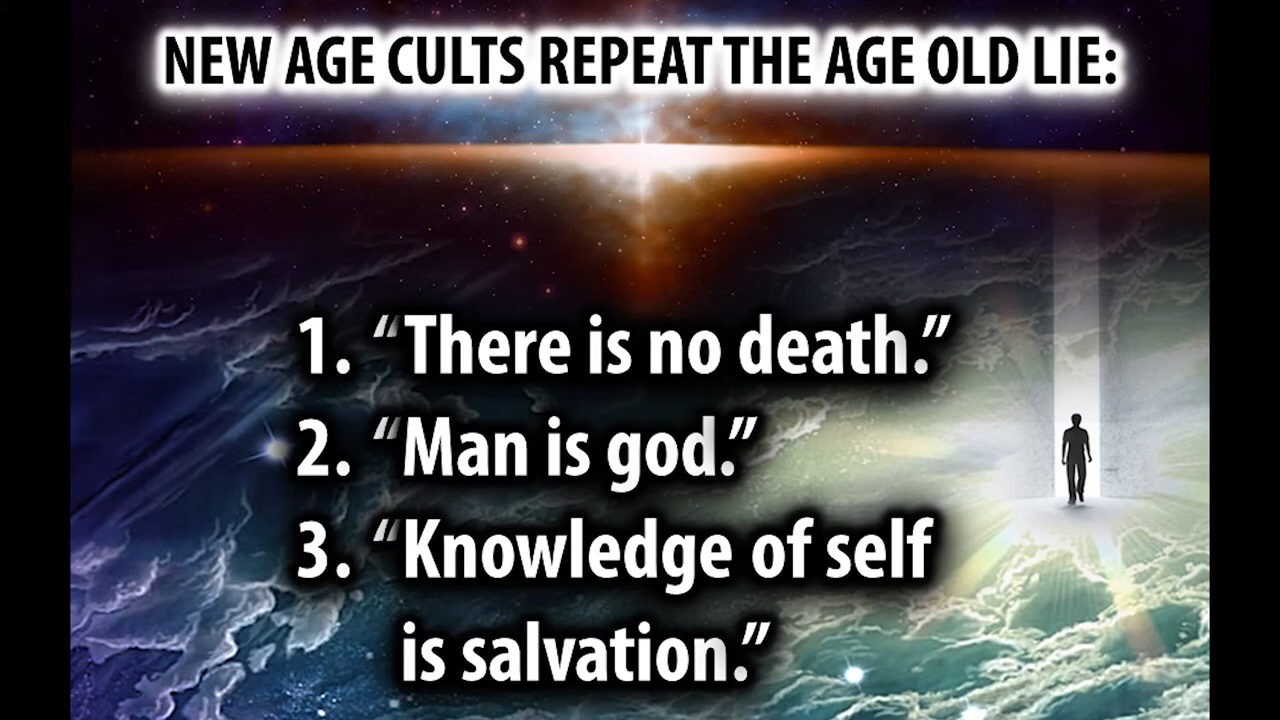 NEW AGE CULTS REPEAT THE AGE OLD LIE:
1. “There is no death.”
2. “Man is god.”
3. “Knowledge of self
is salvation.”